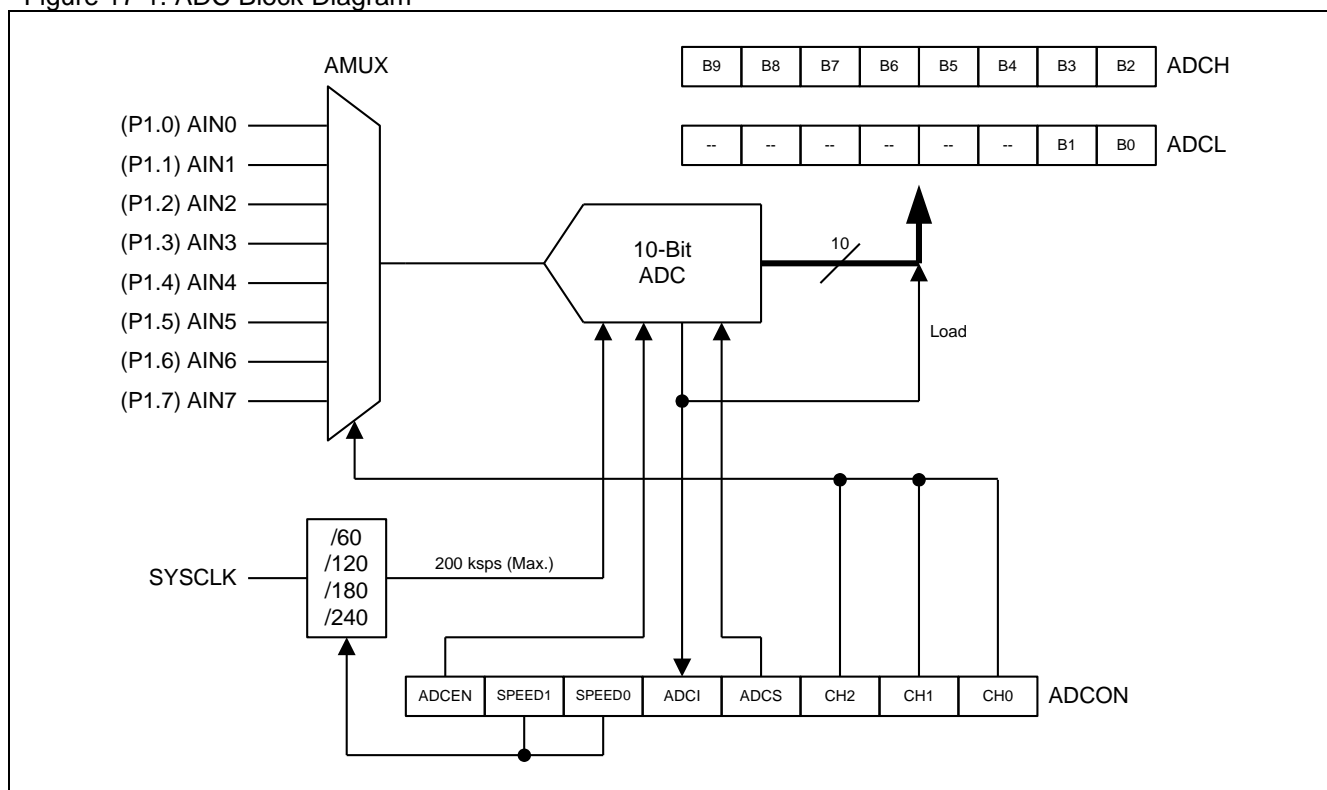 Figure 17-1. ADC Block Diagram
AMUX
B9 B8 B7 B6 B5 B4 B3 B2 ADCH
-- -- -- -- -- -- B1 B0 ADCL
(P1.0) AIN0
(P1.1) AIN1
(P1.2) AIN2
(P1.3) AIN3
(P1.4) AIN4
(P1.5) AIN5
(P1.6) AIN6
(P1.7) AIN7
10-Bit
ADC
10
Load
SYSCLK
/60
/120
/180
/240
200 ksps (Max.)
ADCEN SPEED1 SPEED0 ADCI ADCS CH2 CH1 CH0 ADCON